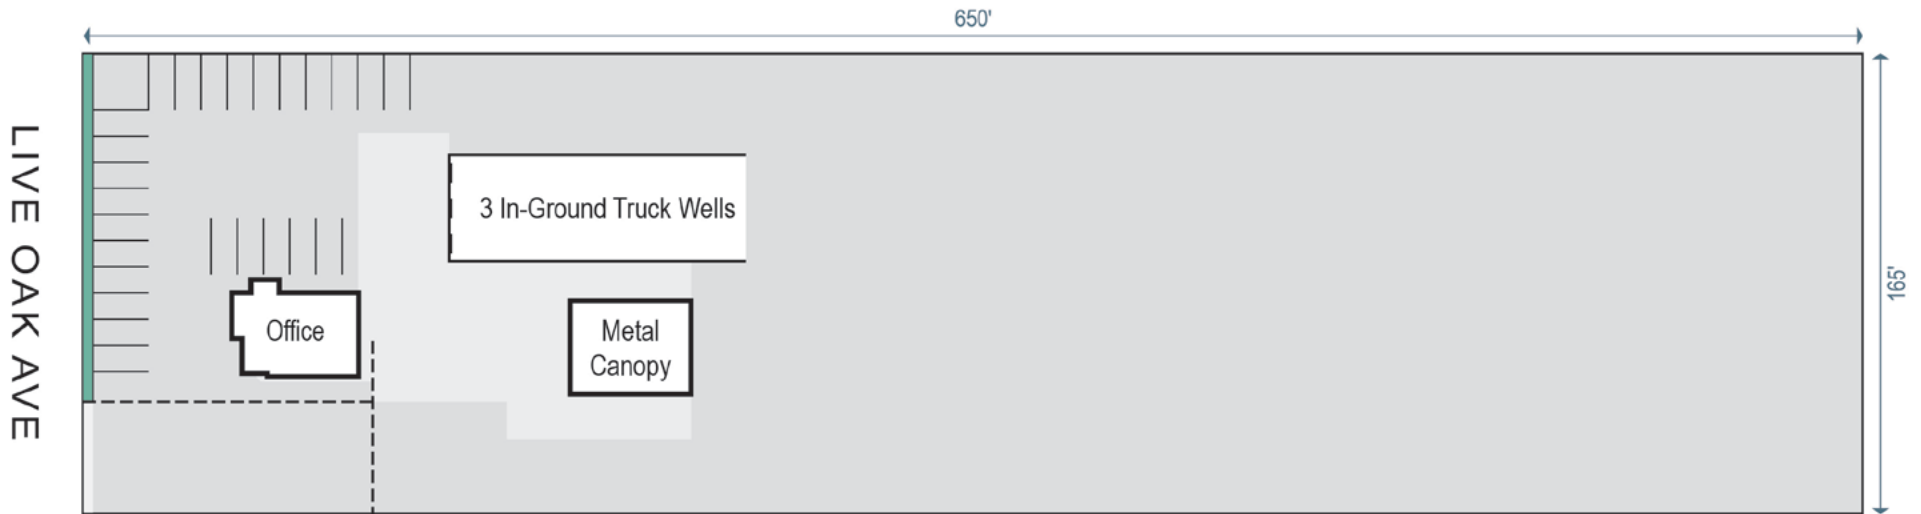 650'
LIVE OAK AVE
3 In-Ground Truck Wells
165'
Office
Metal
Canopy